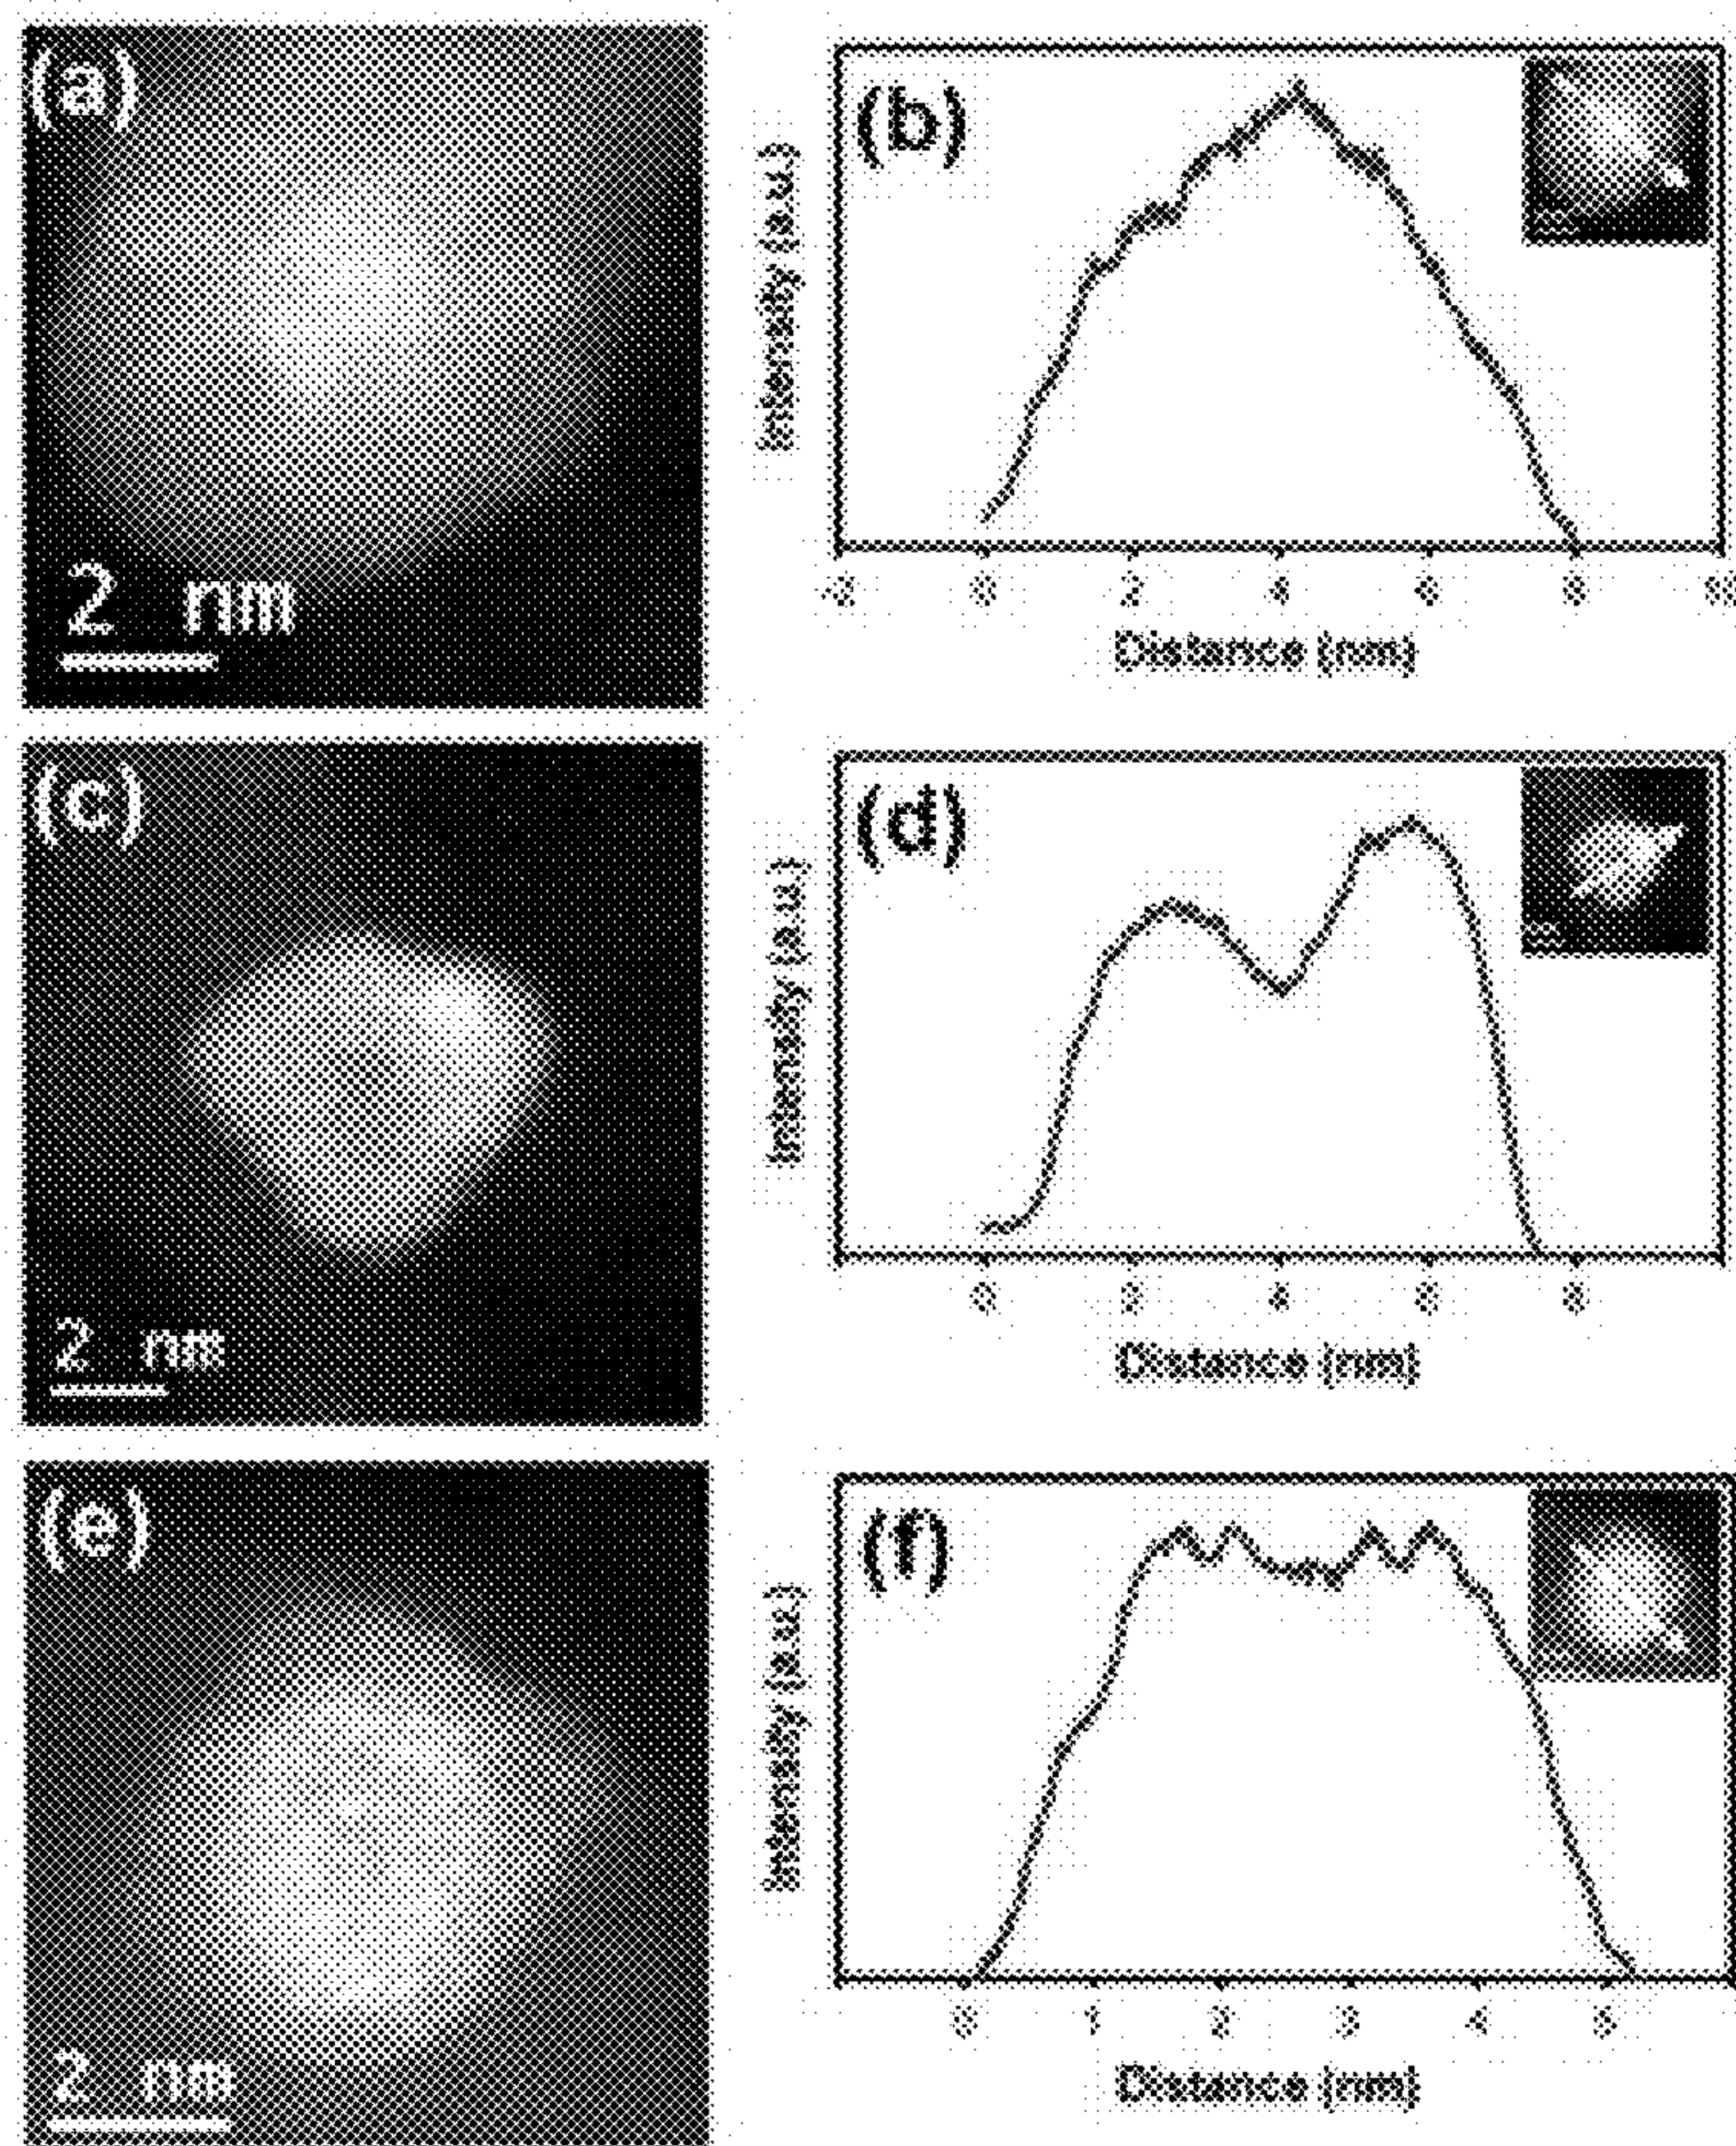 (a)
2 nm
(b)
Intensity (a.u.)
-2 0 2 4 6 8 10
Distance (nm)
(c)
2 nm
(d)
Intensity (a.u.)
0 2 4 6 8
Distance (nm)
(e)
2 nm
(f)
Intensity (a.u.)
0 1 2 3 4 5
Distance (nm)